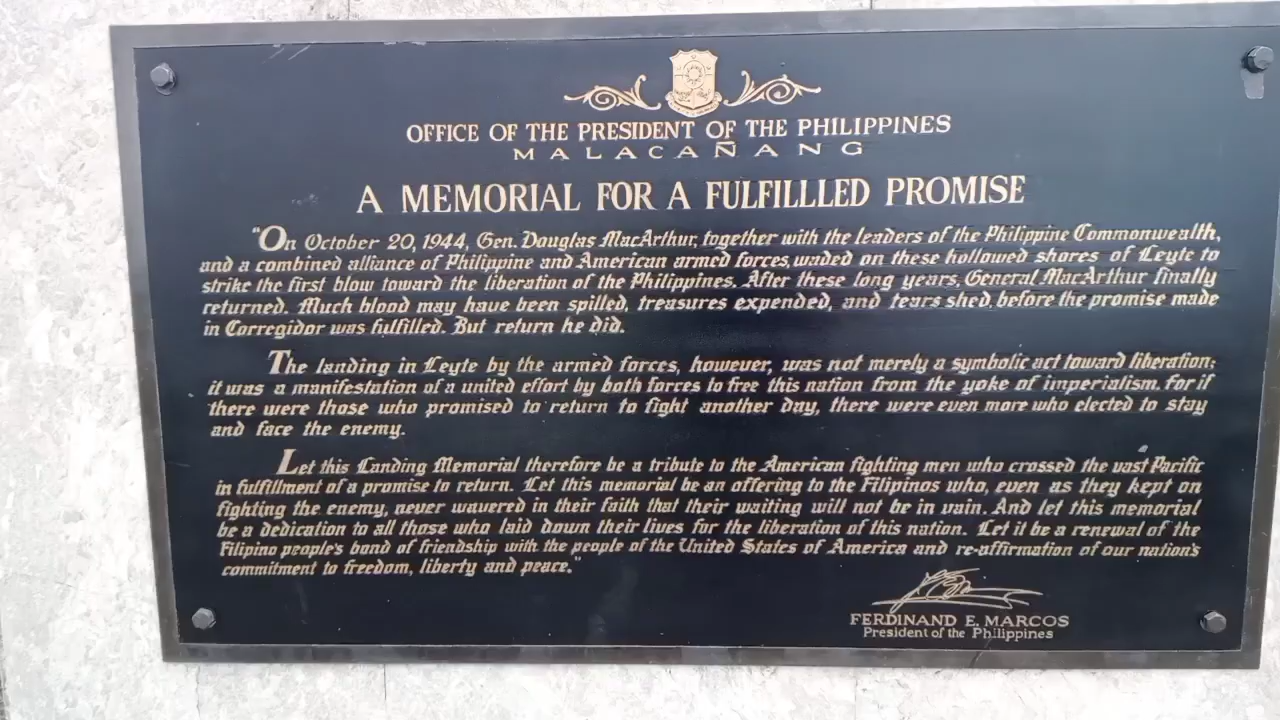 OFFICE OF THE PRESIDENT OF THE PHILIPPINES
MALACAÑANG
A MEMORIAL FOR A FULFILLLED PROMISE
"On October 20, 1944, Gen. Douglas MacArthur, together with the leaders of the Philippine Commonwealth,
and a combined alliance of Philippine and American armed forces, waded on these hollowed shores of Leyte to
strike the first blow toward the liberation of the Philippines. After these long years, General MacArthur finally
returned. Much blood may have been spilled, treasures expended, and tears shed, before the promise made
in Corregidor was fulfilled. But return he did.
The landing in Leyte by the armed forces, however, was not merely a symbolic act toward liberation;
it was a manifestation of a united effort by both forces to free this nation from the yoke of imperialism. For if
there were those who promised to return to fight another day, there were even more who elected to stay
and face the enemy.
Let this Landing Memorial therefore be a tribute to the American fighting men who crossed the vast Pacific
in fulfillment of a promise to return. Let this memorial be an offering to the Filipinos who, even as they kept on
fighting the enemy, never wavered in their faith that their waiting will not be in vain. And let this memorial
be a dedication to all those who laid down their lives for the liberation of this nation. Let it be a renewal of the
Filipino people's bond of friendship with the people of the United States of America and re-affirmation of our nation's
commitment to freedom, liberty and peace."
FERDINAND E. MARCOS
President of the Philippines